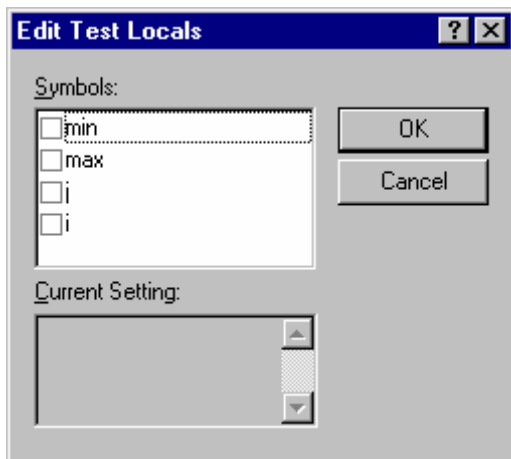 Edit Test Locals
Symbols:
min
max
j
i
OK
Cancel
Current Setting: